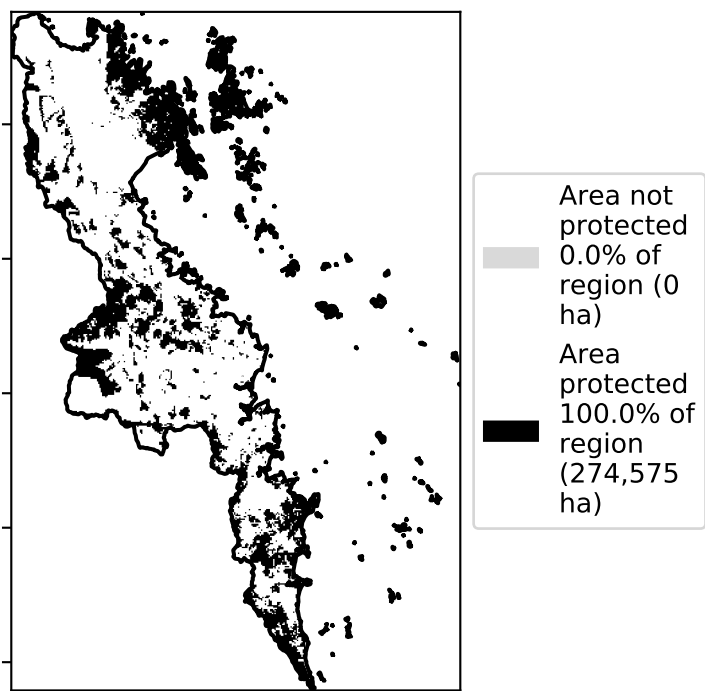 Area not
protected
0.0% of
region (0
ha)
Area
protected
100.0% of
region
(274,575
ha)